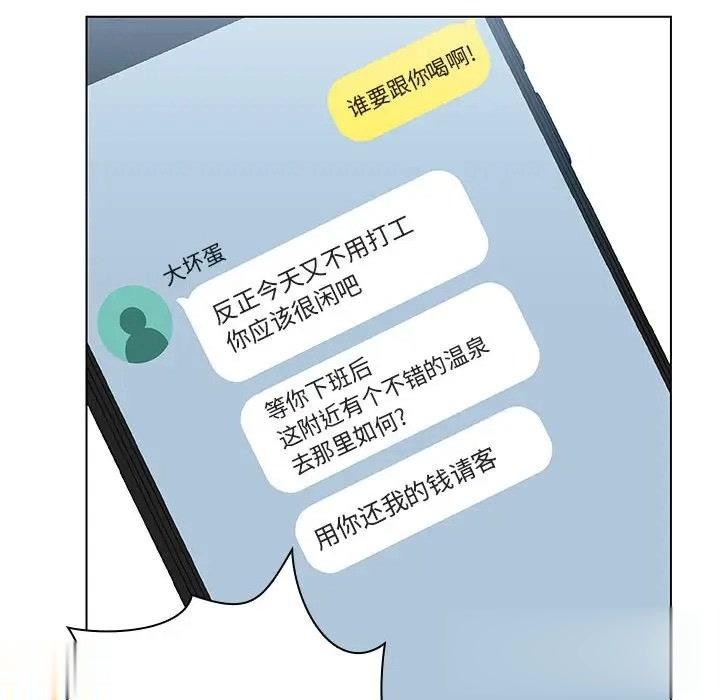 谁要跟你喝啊!
大坏蛋
反正今天又不用打工
你应该很闲吧
等你下班后
这附近有个不错的温泉
去那里如何?
用你还我的钱请客